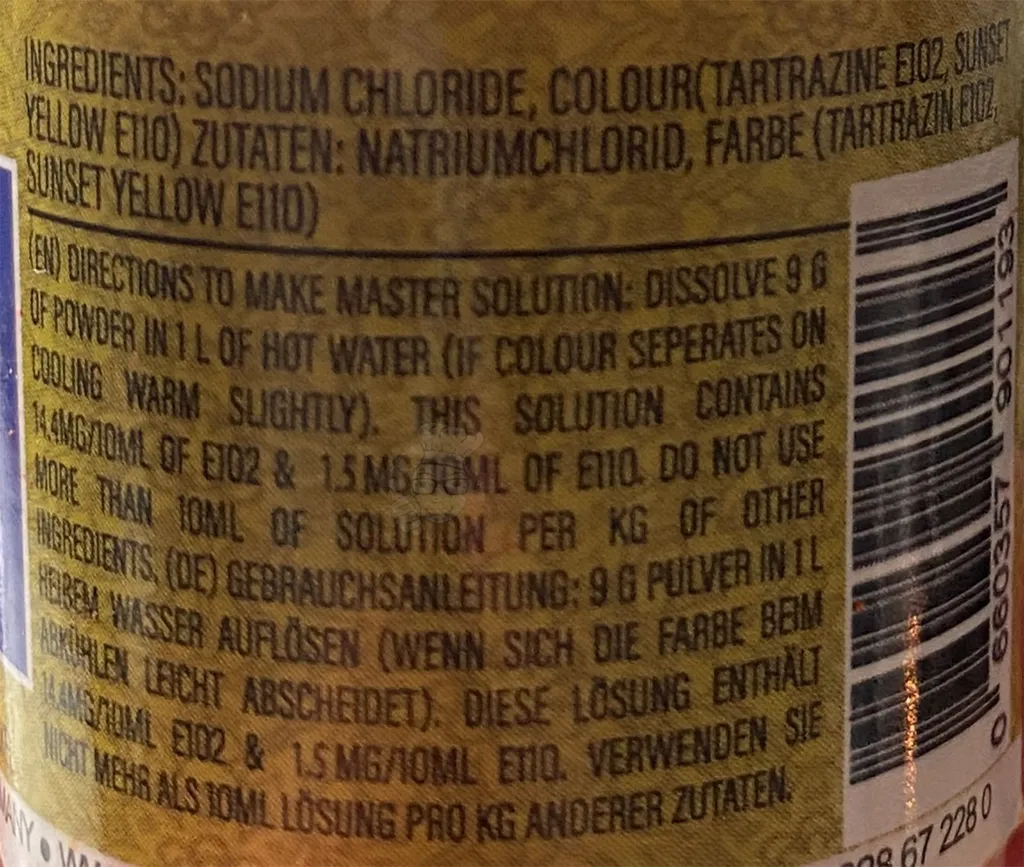 INGREDIENTS: SODIUM CHLORIDE, COLOUR(TARTRAZINE E102, SUNSET
YELLOW E110) ZUTATEN: NATRIUMCHLORID, FARBE (TARTRAZIN E102,
SUNSET YELLOW E110)
(EN) DIRECTIONS TO MAKE MASTER SOLUTION: DISSOLVE 9 G
OF POWDER IN 1 L OF HOT WATER (IF COLOUR SEPERATES ON
COOLING WARM SLIGHTLY). THIS SOLUTION CONTAINS
14.4MG/10ML OF E102 & 1.5 MG/10ML OF E110. DO NOT USE
MORE THAN 10ML OF SOLUTION PER KG OF OTHER
INGREDIENTS, (DE) GEBRAUCHSANLEITUNG: 9 G PULVER IN 1 L
HEIBEM WASSER AUFLÖSEN (WENN SICH DIE FARBE BEIM
ABKÜHLEN LEICHT ABSCHEIDET). DIESE LÖSUNG ENTHÄLT
14.4MG/10ML E102 & 1.5 MG/10ML E110. VERWENDEN SIE
NICHT MEHR ALS 10ML LÖSUNG PRO KG ANDERER ZUTATEN.
0 660357 901193
67 228 0